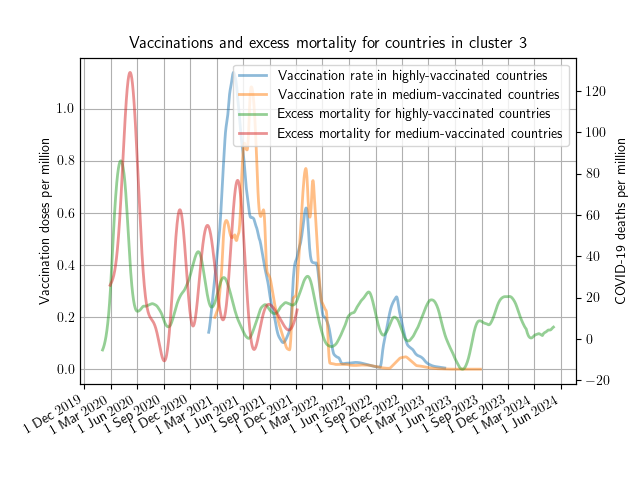 Vaccinations and excess mortality for countries in cluster 3
Vaccination rate in highly-vaccinated countries
Vaccination rate in medium-vaccinated countries
Excess mortality for highly-vaccinated countries
Excess mortality for medium-vaccinated countries
Vaccination doses per million
1.0
0.8
0.6
0.4
0.2
0.0
COVID-19 deaths per million
120
100
80
60
40
20
0
−20
1 Dec 2019
1 Mar 2020
1 Jun 2020
1 Sep 2020
1 Dec 2020
1 Mar 2021
1 Jun 2021
1 Sep 2021
1 Dec 2021
1 Mar 2022
1 Jun 2022
1 Sep 2022
1 Dec 2022
1 Mar 2023
1 Jun 2023
1 Sep 2023
1 Dec 2023
1 Mar 2024
1 Jun 2024